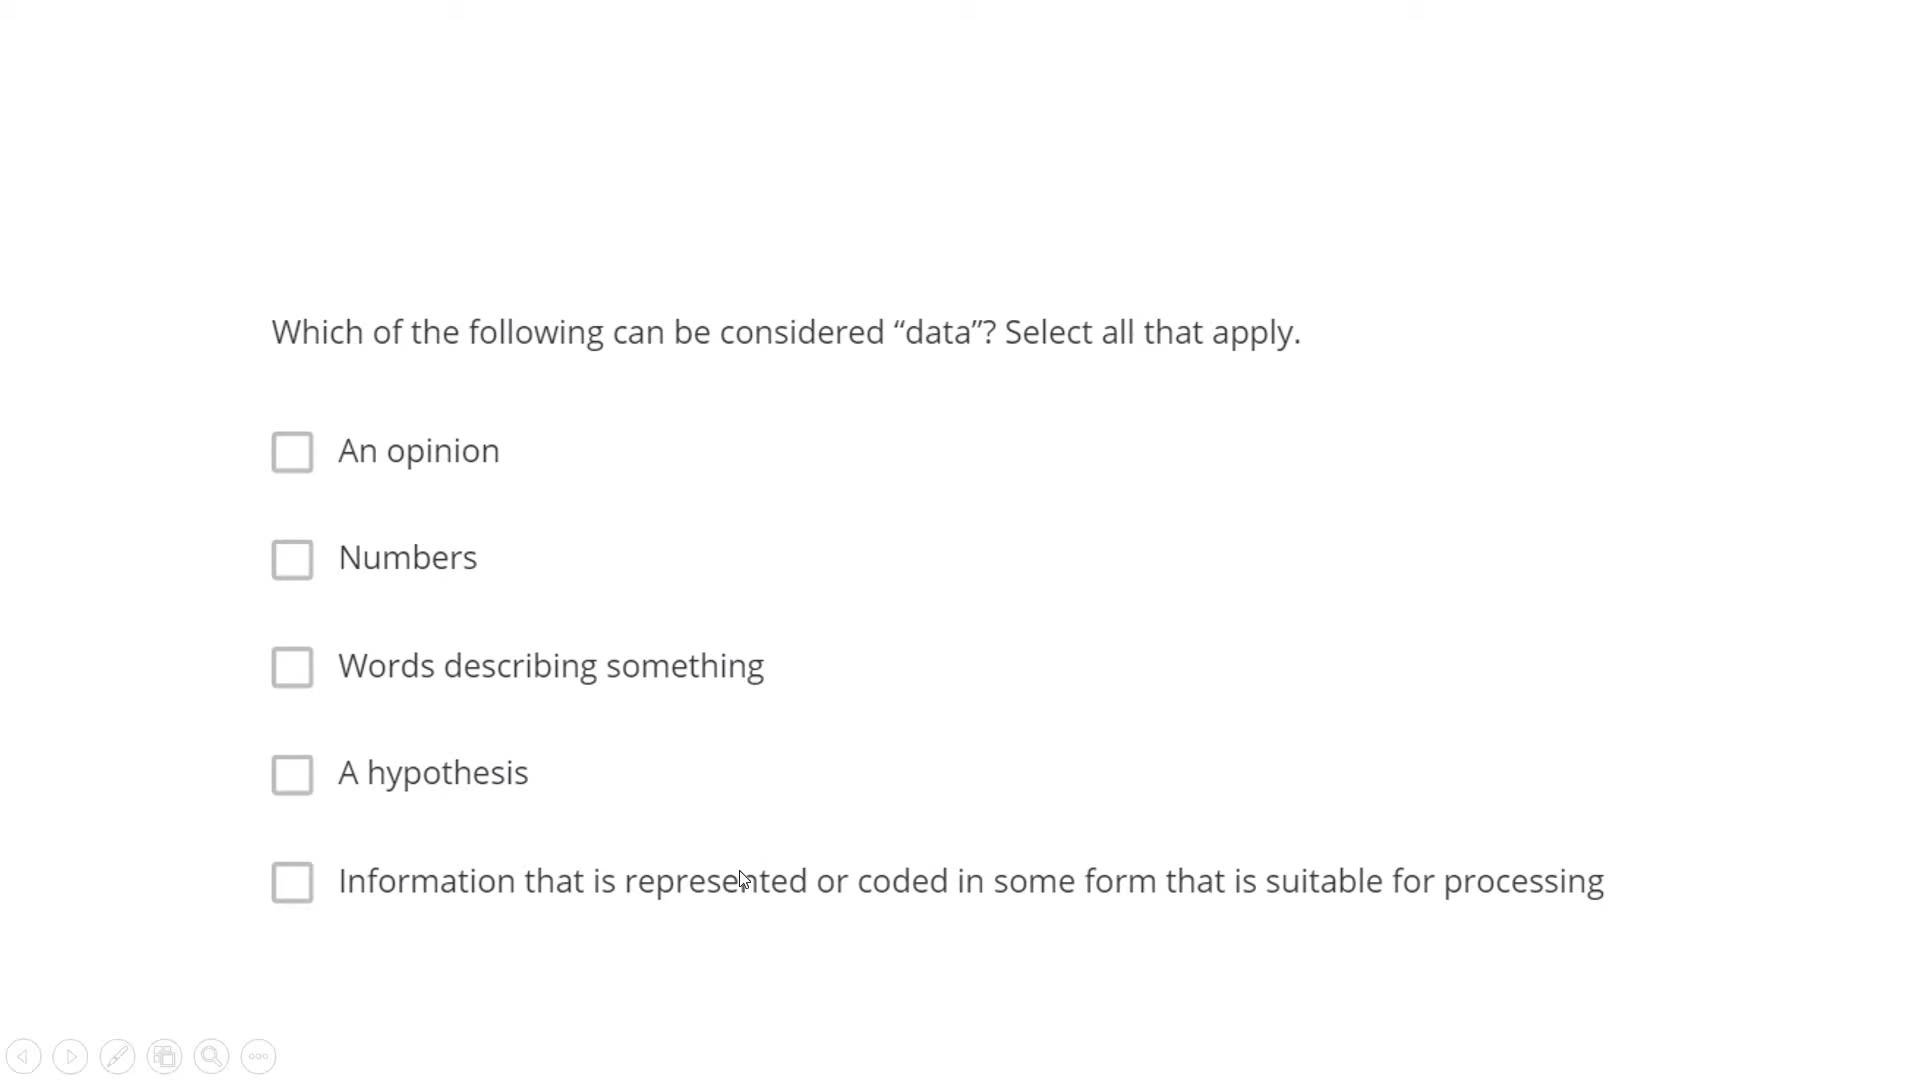 Which of the following can be considered “data”? Select all that apply.
An opinion
Numbers
Words describing something
A hypothesis
Information that is represented or coded in some form that is suitable for processing